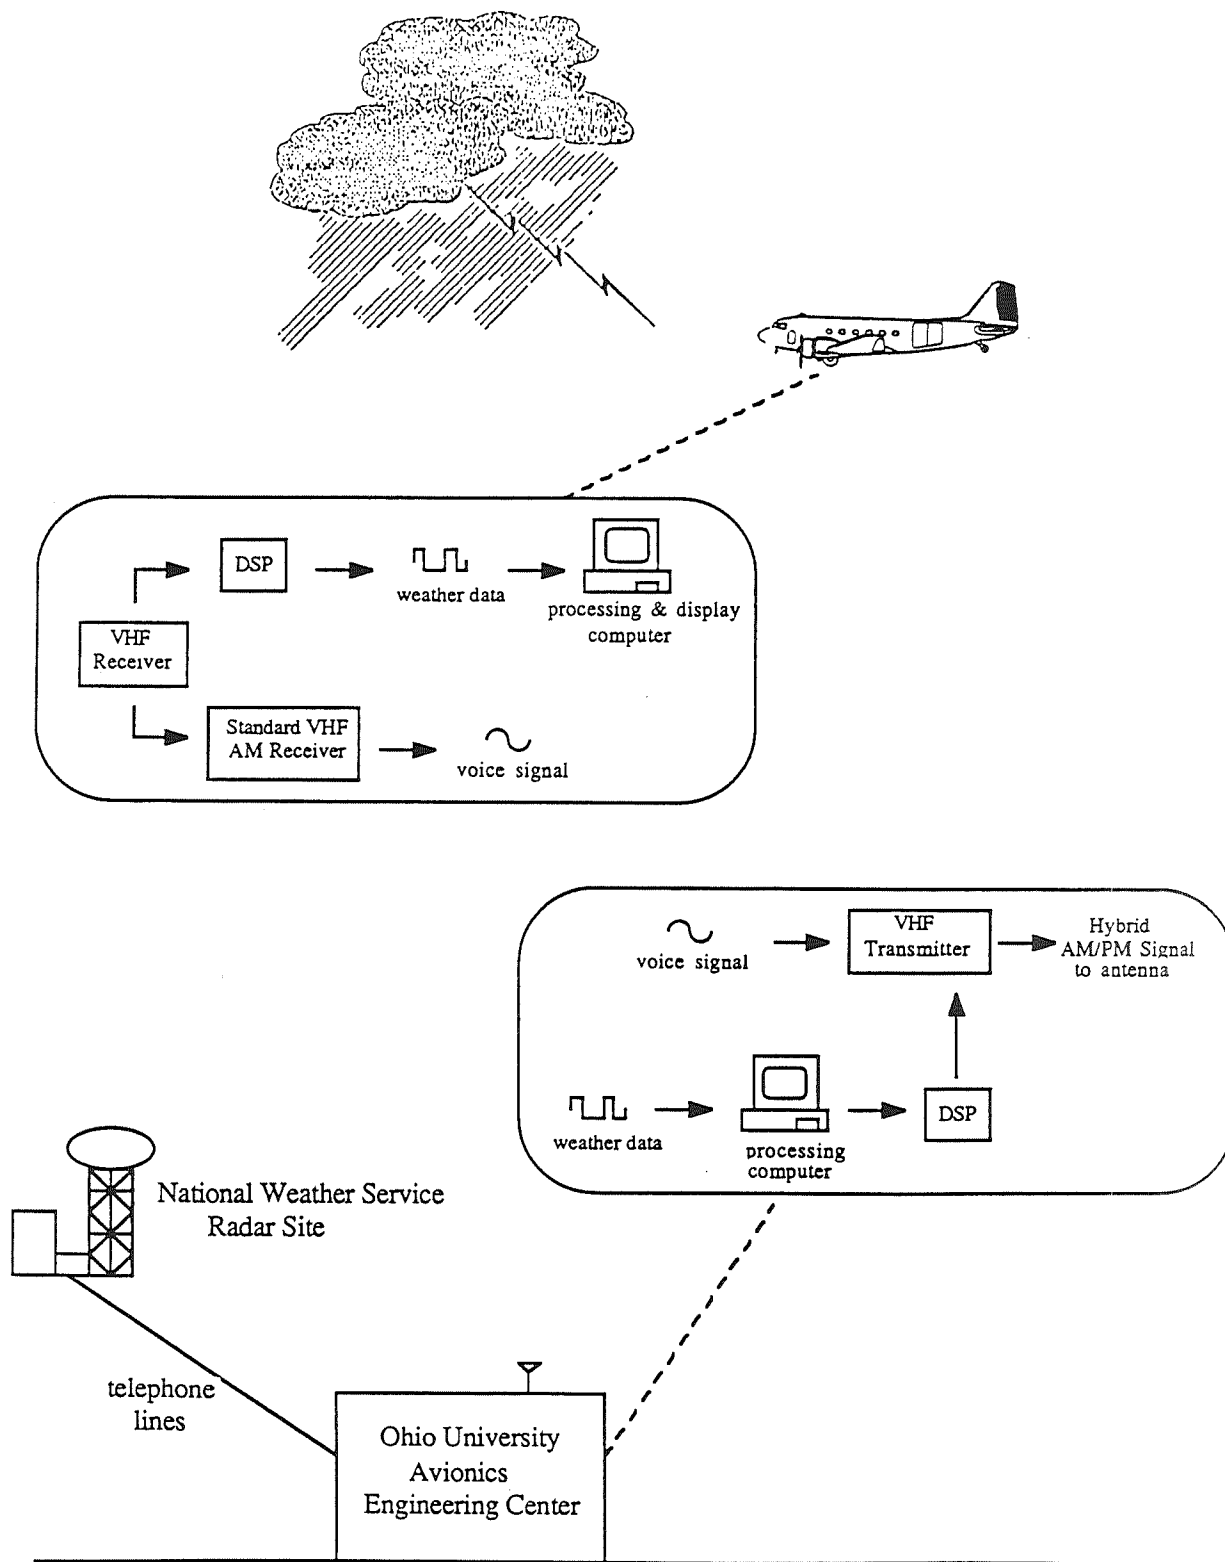 DSP
weather data
processing & display
computer
VHF
Receiver
Standard VHF
AM Receiver
voice signal
voice signal
VHF
Transmitter
Hybrid
AM/PM Signal
to antenna
weather data
processing
computer
DSP
National Weather Service
Radar Site
telephone
lines
Ohio University
Avionics
Engineering Center